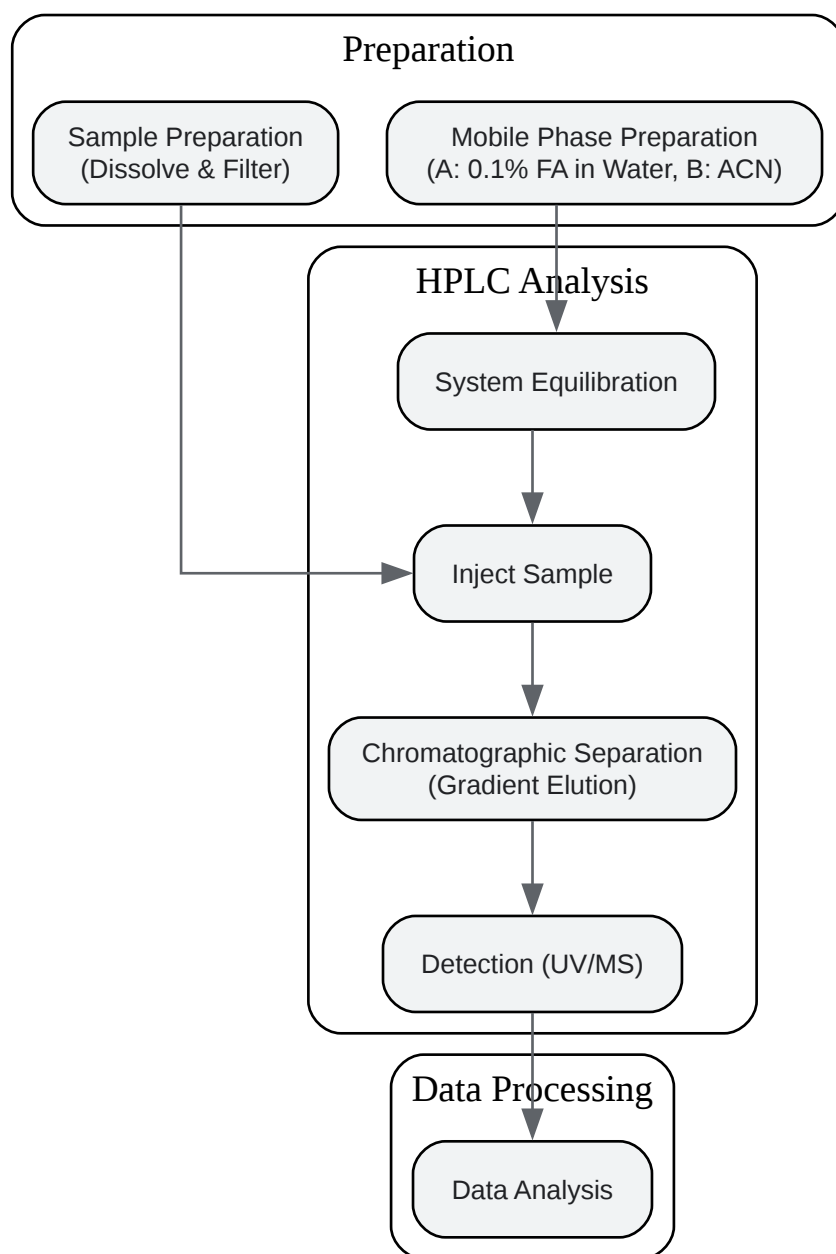 Preparation
Sample Preparation
(Dissolve & Filter)
Mobile Phase Preparation
(A: 0.1% FA in Water, B: ACN)
HPLC Analysis
System Equilibration
Inject Sample
Chromatographic Separation
(Gradient Elution)
Detection (UV/MS)
Data Processing
Data Analysis